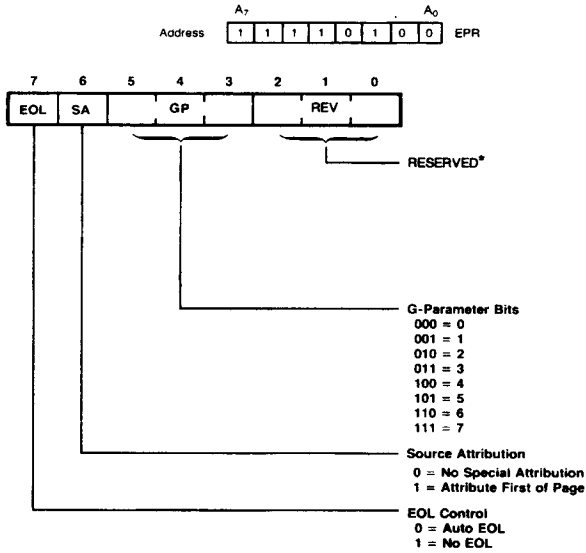 A7 A0
Address 1 1 1 1 0 1 0 0 EPR
7 6 5 4 3 2 1 0
EOL SA GP REV
RESERVED*
G-Parameter Bits
000 = 0
001 = 1
010 = 2
011 = 3
100 = 4
101 = 5
110 = 6
111 = 7
Source Attribution
0 = No Special Attribution
1 = Attribute First of Page
EOL Control
0 = Auto EOL
1 = No EOL